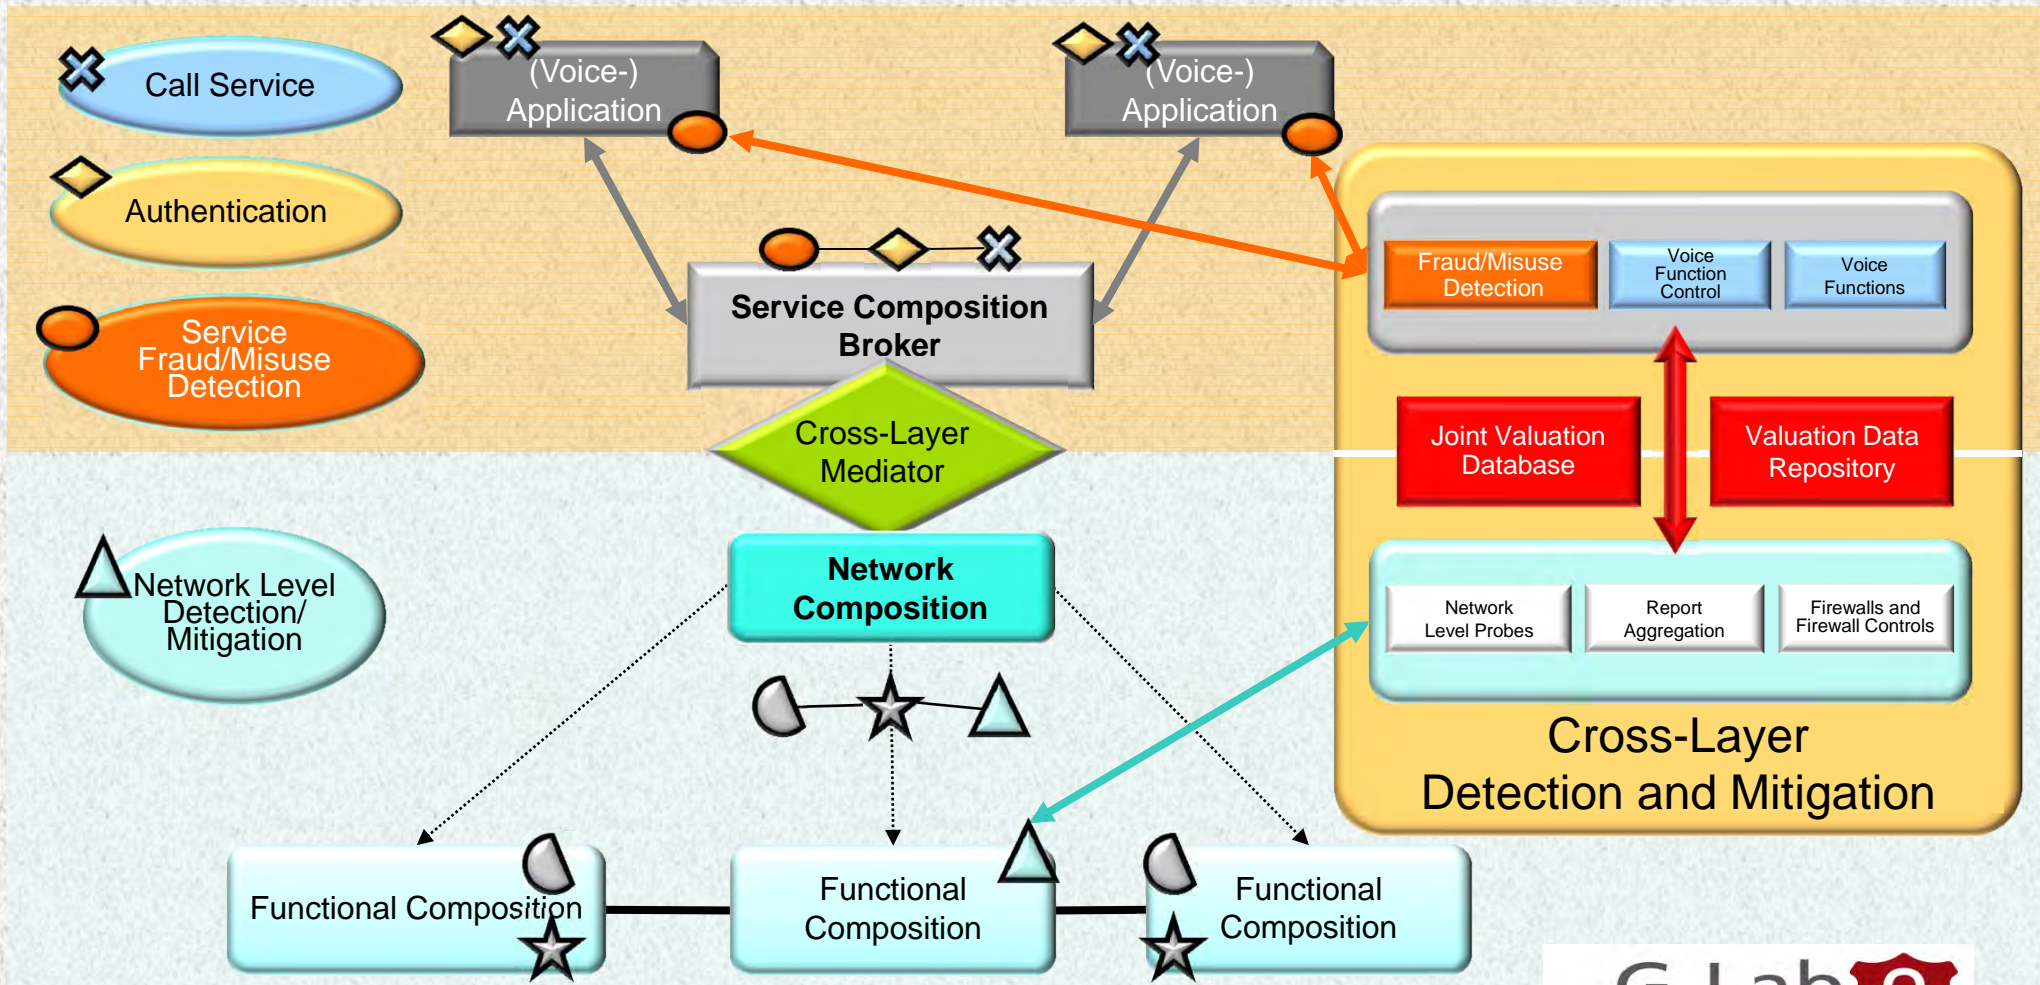 Call Service
Authentication
Service
Fraud/Misuse
Detection
(Voice-)
Application
(Voice-)
Application
Service Composition
Broker
Cross-Layer
Mediator
Fraud/Misuse
Detection
Voice
Function
Control
Voice
Functions
Joint Valuation
Database
Valuation Data
Repository
Network Level
Detection/
Mitigation
Network
Composition
Network
Level Probes
Report
Aggregation
Firewalls and
Firewall Controls
Cross-Layer
Detection and Mitigation
Functional Composition
Functional
Composition
Functional
Composition
G-Lab